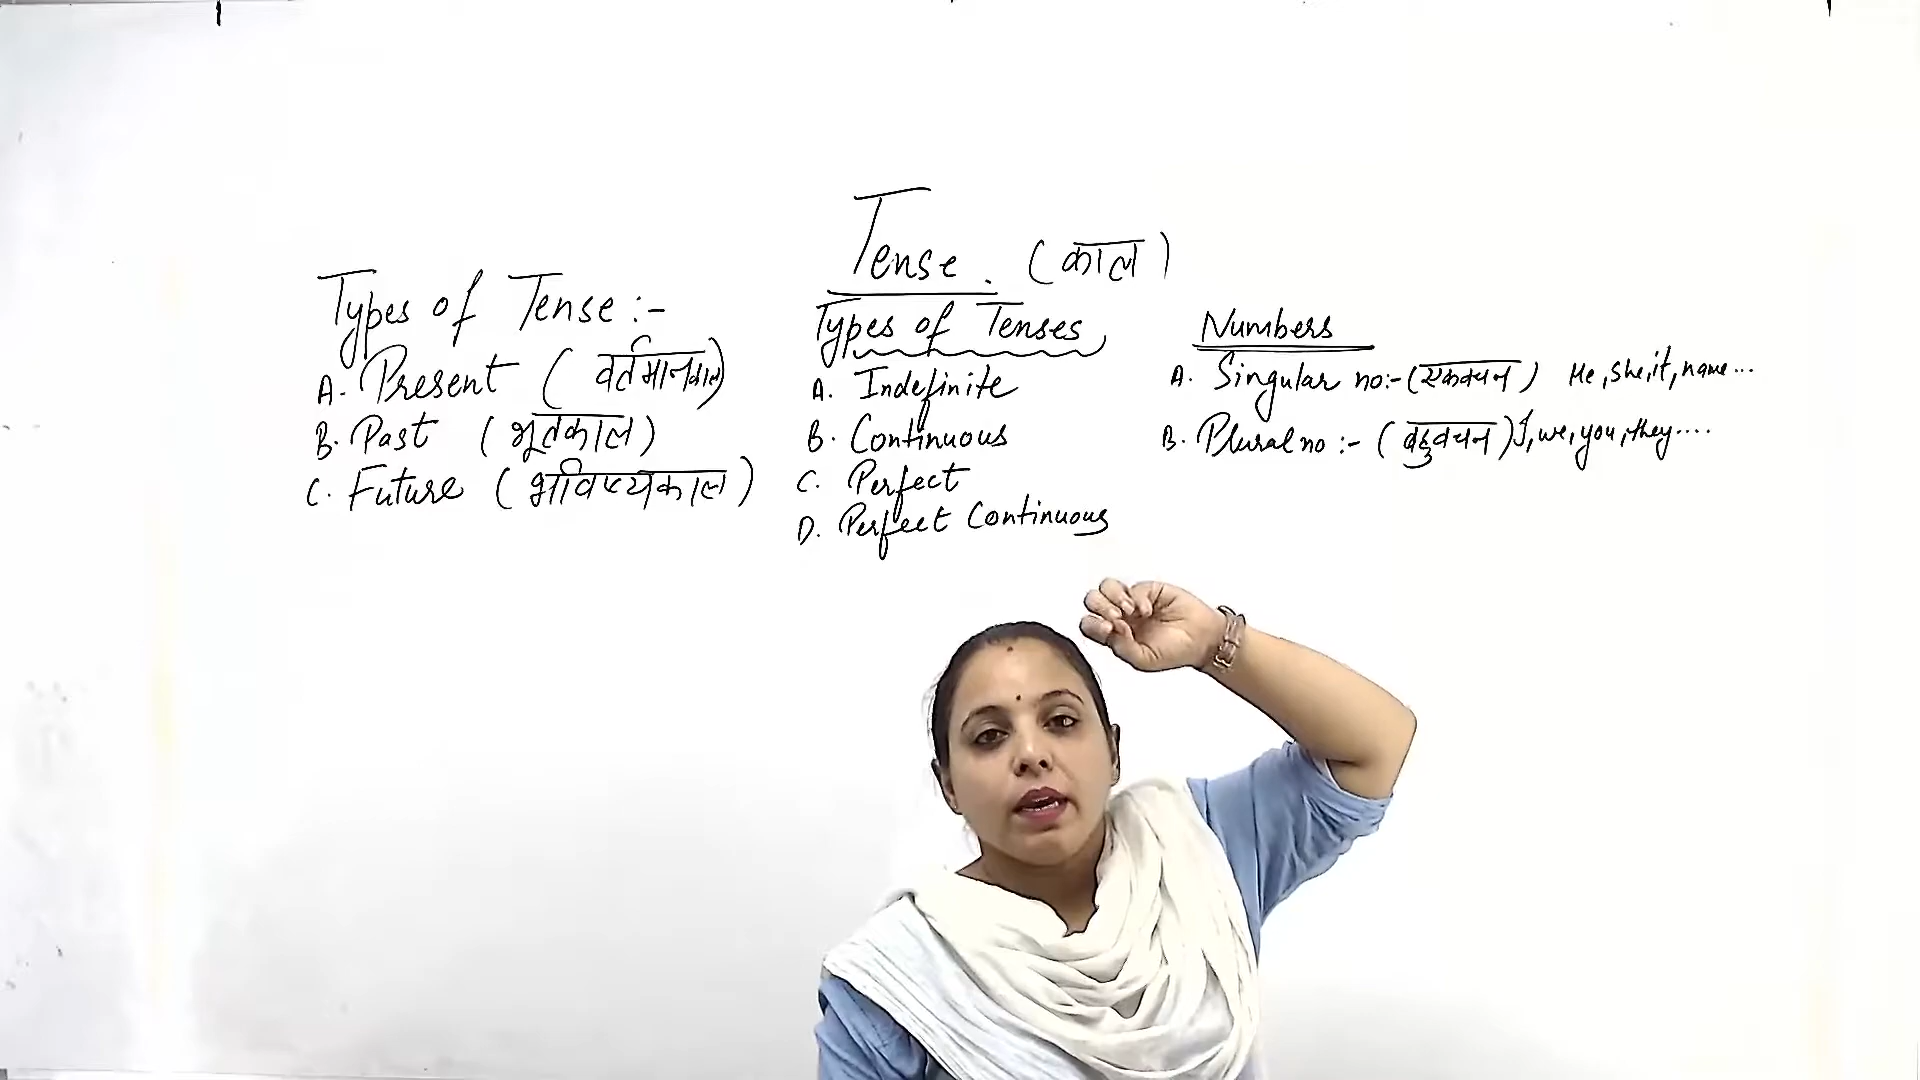 Tense. (काल)
Types of Tense :-
A. Present (वर्तमानकाल)
B. Past (भूतकाल)
C. Future (भविष्यकाल)
Types of Tenses
A. Indefinite
B. Continuous
C. Perfect
D. Perfect Continuous
Numbers
A. Singular no:- (एकवचन) He, she, it, name...
B. Plural no :- (बहुवचन) I, we, you, they....